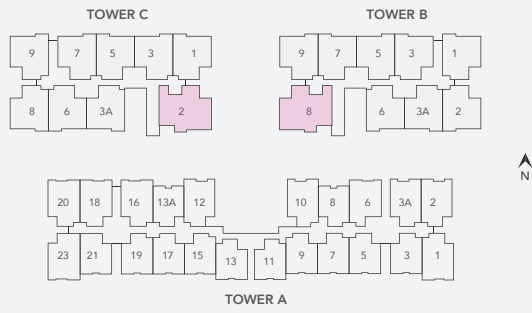 TOWER C TOWER B
9 7 5 3 1 9 7 5 3 1
8 6 3A 2 8 6 3A 2
N
20 18 16 13A 12 10 8 6 3A 2
23 21 19 17 15 13 11 9 7 5 3 1
TOWER A